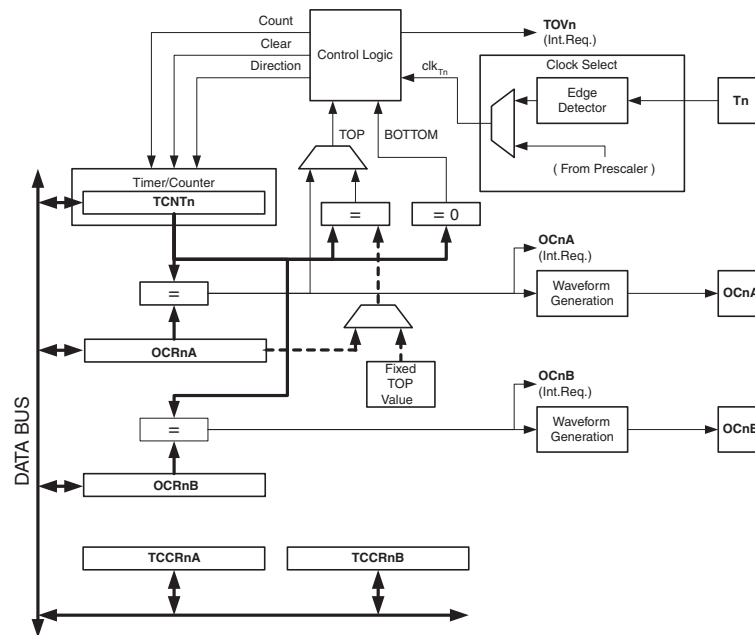 Count
Clear
Direction
Control Logic
TOVn
(Int.Req.)
Clock Select
clkTn
Edge
Detector
Tn
( From Prescaler )
TOP
BOTTOM
Timer/Counter
TCNTn
=
= 0
OCnA
(Int.Req.)
=
Waveform
Generation
OCnA
OCRnA
Fixed
TOP
Value
OCnB
(Int.Req.)
=
Waveform
Generation
OCnB
OCRnB
DATA BUS
TCCRnA
TCCRnB